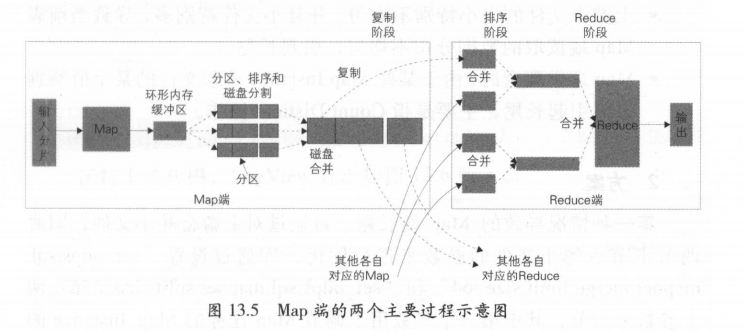 复制
阶段
排序
阶段
Reduce
阶段
输入分片
Map
环形内存
缓冲区
分区、排序和
磁盘分割
分区
复制
磁盘
合并
Map端
合并
合并
合并
Reduce
输出
Reduce端
其他各自
对应的Map
其他各自
对应的Reduce
图 13.5 Map 端的两个主要过程示意图